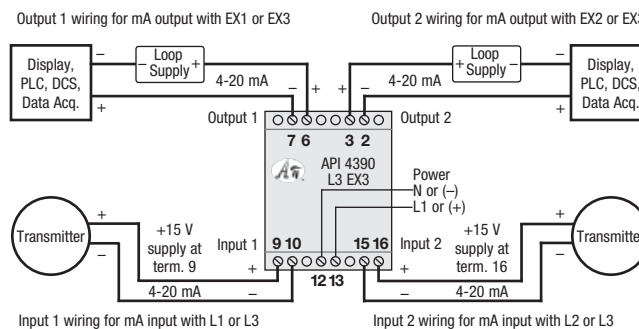 Output 1 wiring for mA output with EX1 or EX3
Output 2 wiring for mA output with EX2 or EX3
Display,
PLC, DCS,
Data Acq.
−
+
− Loop Supply +
4-20 mA
−
+
Output 1
7 6
+ Loop Supply −
4-20 mA
+
−
Output 2
3 2
Display,
PLC, DCS,
Data Acq.
−
+
API 4390
L3 EX3
Power
N or (−)
L1 or (+)
Transmitter
+
−
+15 V
supply at
term. 9
4-20 mA
Input 1
+
−
9 10
12 13
15 16
Input 2
+
−
+15 V
supply at
term. 16
4-20 mA
+
−
Transmitte
Input 1 wiring for mA input with L1 or L3
Input 2 wiring for mA input with L2 or L3